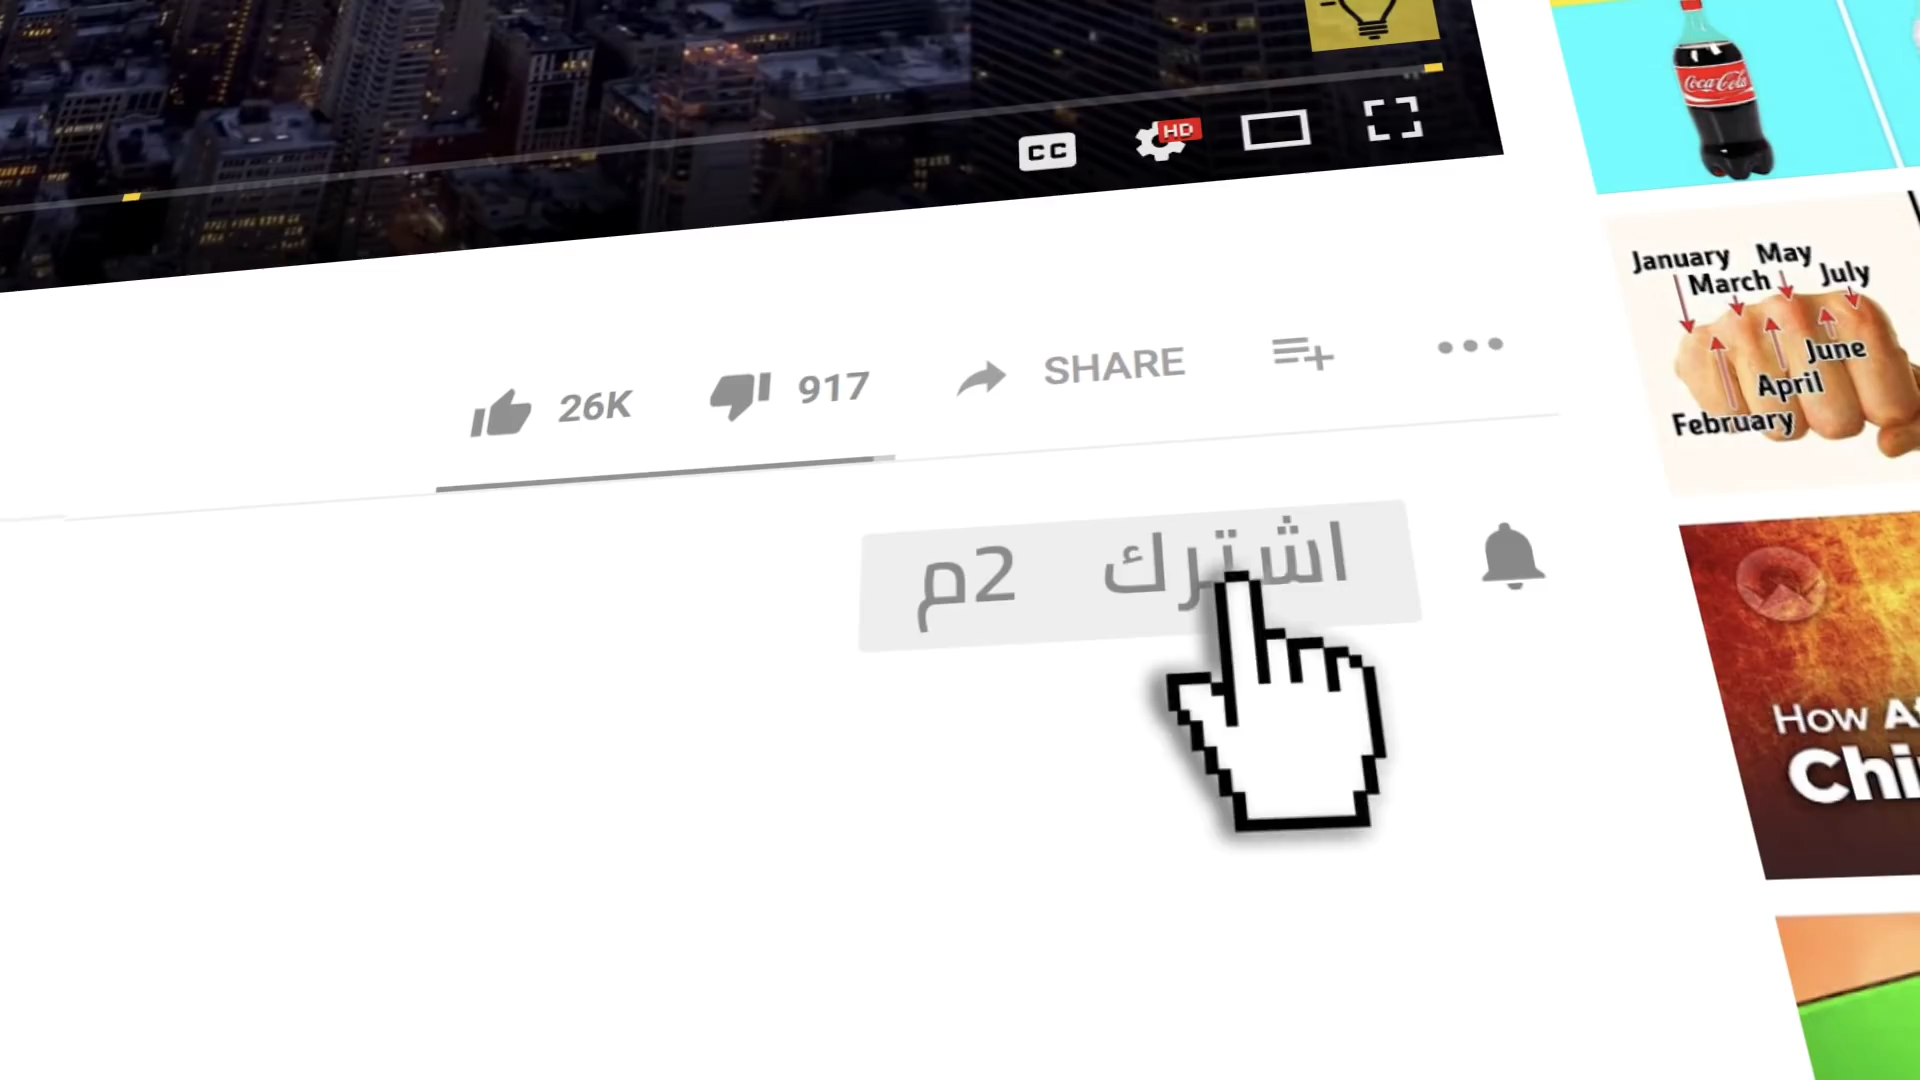 CC
HD
Coca-Cola
January May
March July
June
April
February
26K 917 SHARE
اشترك 2م
How
Chi